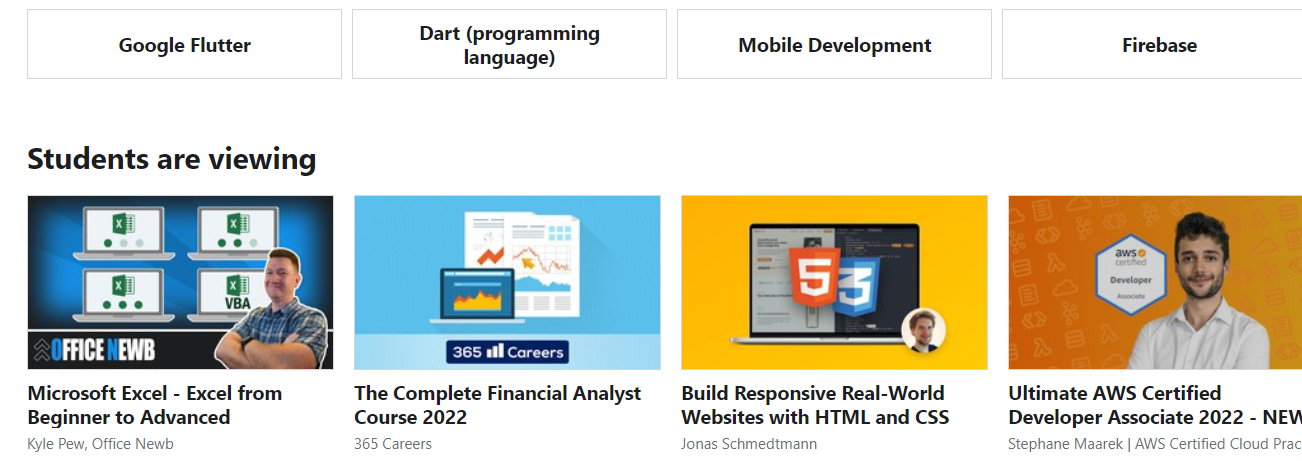 Google Flutter
Dart (programming
language)
Mobile Development
Firebase
Students are viewing
VBA
OFFICE NEWB
365 Careers
5
3
aws
certified
Developer
Associate
Microsoft Excel - Excel from
Beginner to Advanced
Kyle Pew, Office Newb
The Complete Financial Analyst
Course 2022
365 Careers
Build Responsive Real-World
Websites with HTML and CSS
Jonas Schmedtmann
Ultimate AWS Certified
Developer Associate 2022 - NEW
Stephane Maarek | AWS Certified Cloud Prac